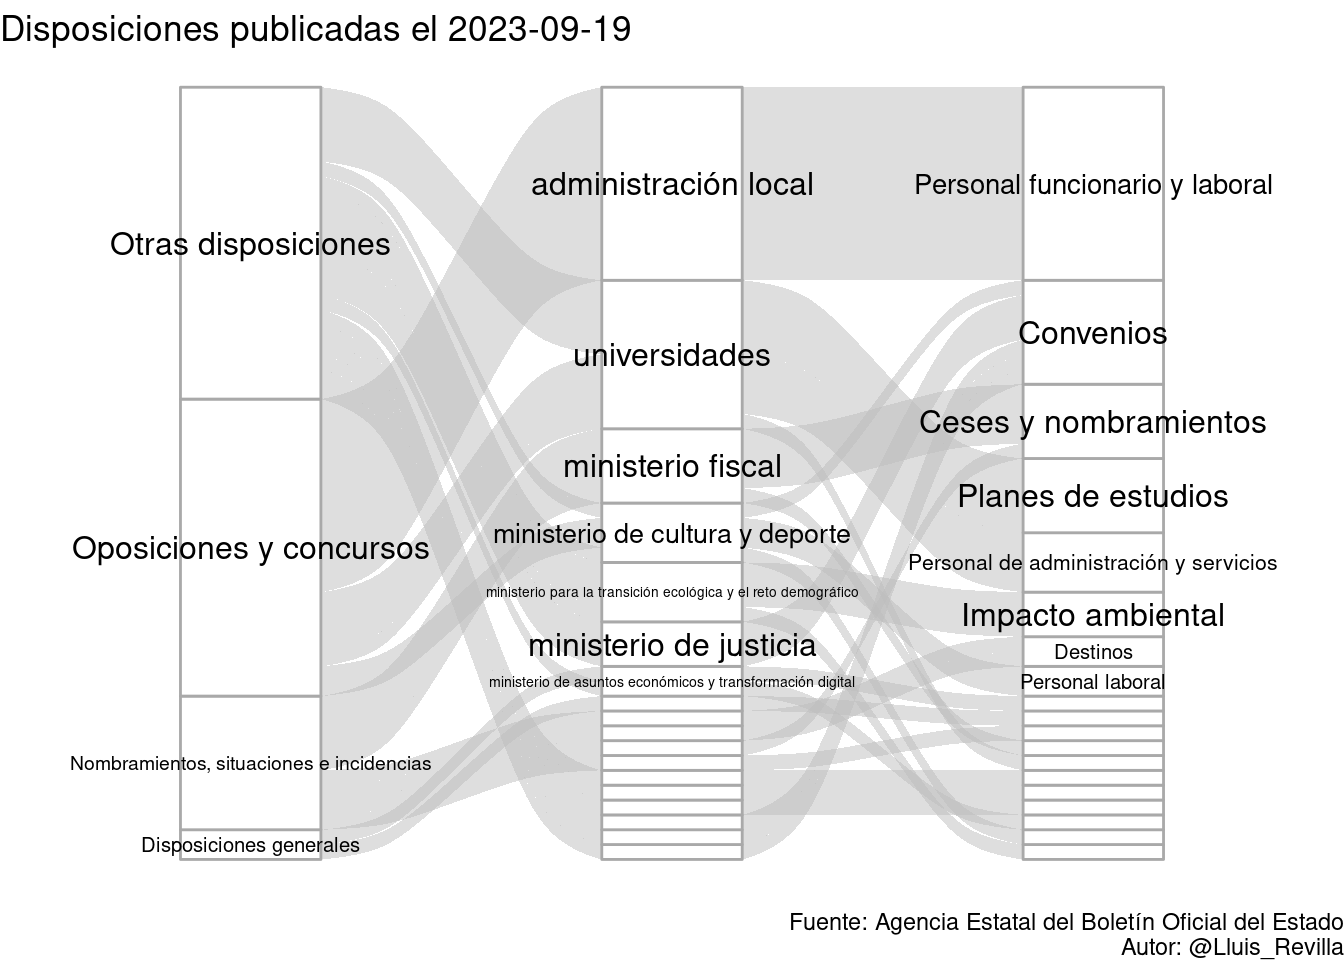 Disposiciones publicadas el 2023-09-19
Otras disposiciones
Oposiciones y concursos
Nombramientos, situaciones e incidencias
Disposiciones generales
administración local
universidades
ministerio fiscal
ministerio de cultura y deporte
ministerio para la transición ecológica y el reto demográfico
ministerio de justicia
ministerio de asuntos económicos y transformación digital
Personal funcionario y laboral
Convenios
Ceses y nombramientos
Planes de estudios
Personal de administración y servicios
Impacto ambiental
Destinos
Personal laboral
Fuente: Agencia Estatal del Boletín Oficial del Estado
Autor: @Lluis_Revilla